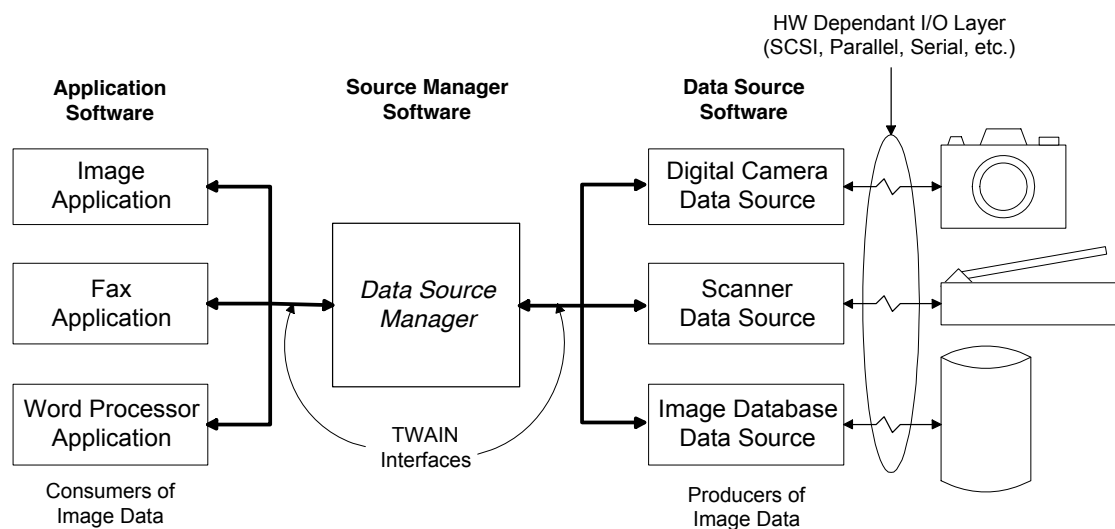 HW Dependant I/O Layer
(SCSI, Parallel, Serial, etc.)
Application
Software
Source Manager
Software
Data Source
Software
Image
Application
Fax
Application
Word Processor
Application
Consumers of
Image Data
Data Source
Manager
TWAIN
Interfaces
Digital Camera
Data Source
Scanner
Data Source
Image Database
Data Source
Producers of
Image Data